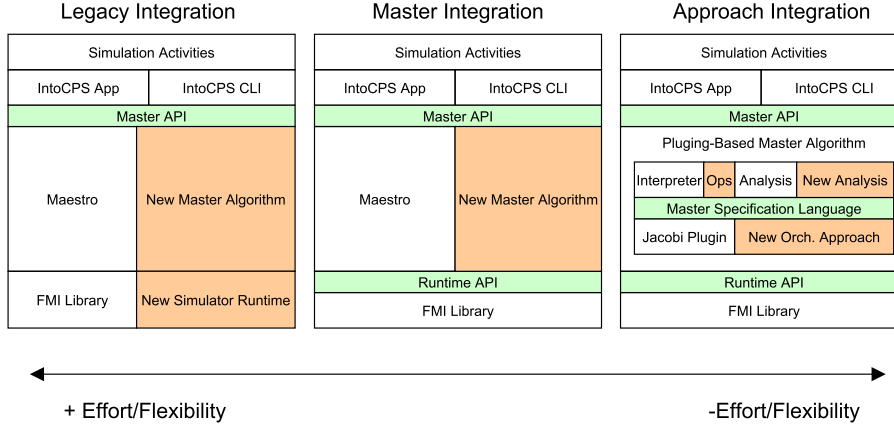 Legacy Integration
Simulation Activities
IntoCPS App
IntoCPS CLI
Master API
Maestro
New Master Algorithm
FMI Library
New Simulator Runtime
Master Integration
Simulation Activities
IntoCPS App
IntoCPS CLI
Master API
Maestro
New Master Algorithm
Runtime API
FMI Library
Approach Integration
Simulation Activities
IntoCPS App
IntoCPS CLI
Master API
Pluging-Based Master Algorithm
Interpreter
Ops
Analysis
New Analysis
Master Specification Language
Jacobi Plugin
New Orch. Approach
Runtime API
FMI Library
+ Effort/Flexibility
-Effort/Flexibility